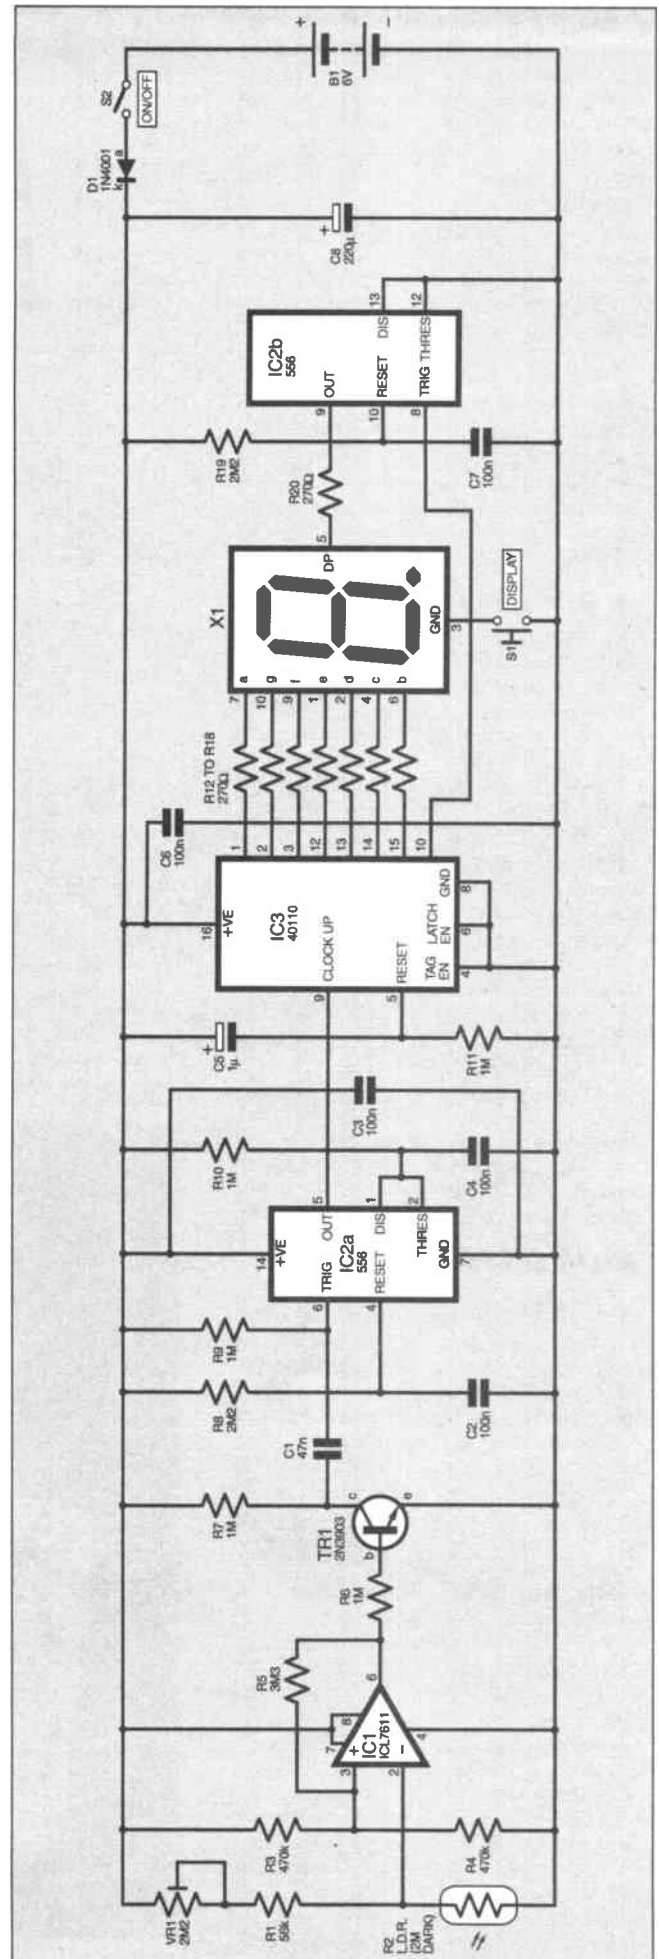 VR1
2M2
R1
56k
R2
L.D.R.
(2M
DARK)
R3
470k
R4
470k
R5
3M3
3
2
7
8
+
−
IC1
ICL7611
4
6
R6
1M
R7
1M
TR1
2N3903
b
c
e
C1
47n
R8
2M2
R9
1M
C2
100n
14
+VE
6
TRIG
OUT
5
IC2a
556
4
RESET
DIS
1
THRES
2
GND
7
R10
1M
C3
100n
C4
100n
C5
1μ
+
R11
1M
16
+VE
IC3
40110
9
CLOCK UP
5
RESET
TAG
EN
LATCH
EN
GND
4
6
8
1
2
3
12
13
14
15
10
C6
100n
R12 TO R18
270Ω
7
10
9
1
2
4
6
a
g
f
e
d
c
b
X1
DP
5
GND
3
S1
DISPLAY
R20
270Ω
R19
2M2
C7
100n
IC2b
556
9
OUT
10
RESET
DIS
13
8
TRIG
THRES
12
C8
220μ
+
D1
1N4001
k
a
S2
ON/OFF
+
−
B1
6V